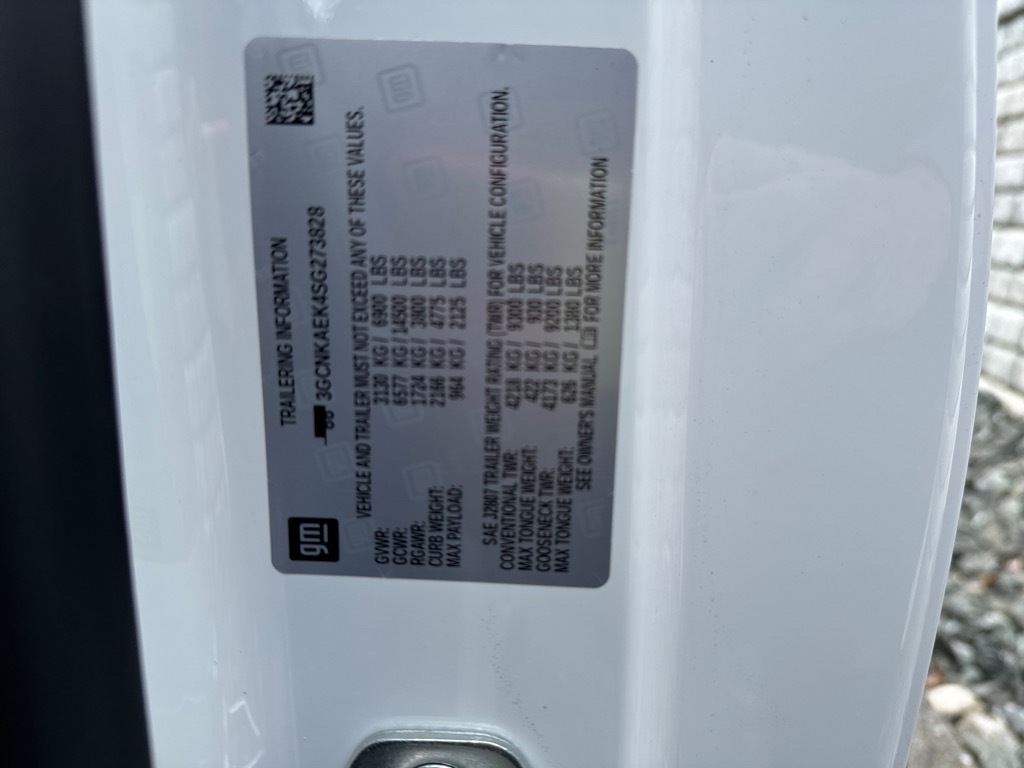 gm
TRAILERING INFORMATION
3GCNKAEK4SG273828
VEHICLE AND TRAILER MUST NOT EXCEED ANY OF THESE VALUES.
GVWR: 3130 KG/ 6900 LBS
GCWR: 6577 KG/ 14500 LBS
RGAWR: 1724 KG/ 3800 LBS
CURB WEIGHT: 2166 KG/ 4775 LBS
MAX PAYLOAD: 964 KG/ 2125 LBS
SAE J2807 TRAILER WEIGHT RATING (TWR) FOR VEHICLE CONFIGURATION.
CONVENTIONAL TWR: 4218 KG/ 9300 LBS
MAX TONGUE WEIGHT: 422 KG/ 930 LBS
GOOSENECK TWR: 4173 KG/ 9200 LBS
MAX TONGUE WEIGHT: 626 KG/ 1380 LBS
SEE OWNER'S MANUAL FOR MORE INFORMATION